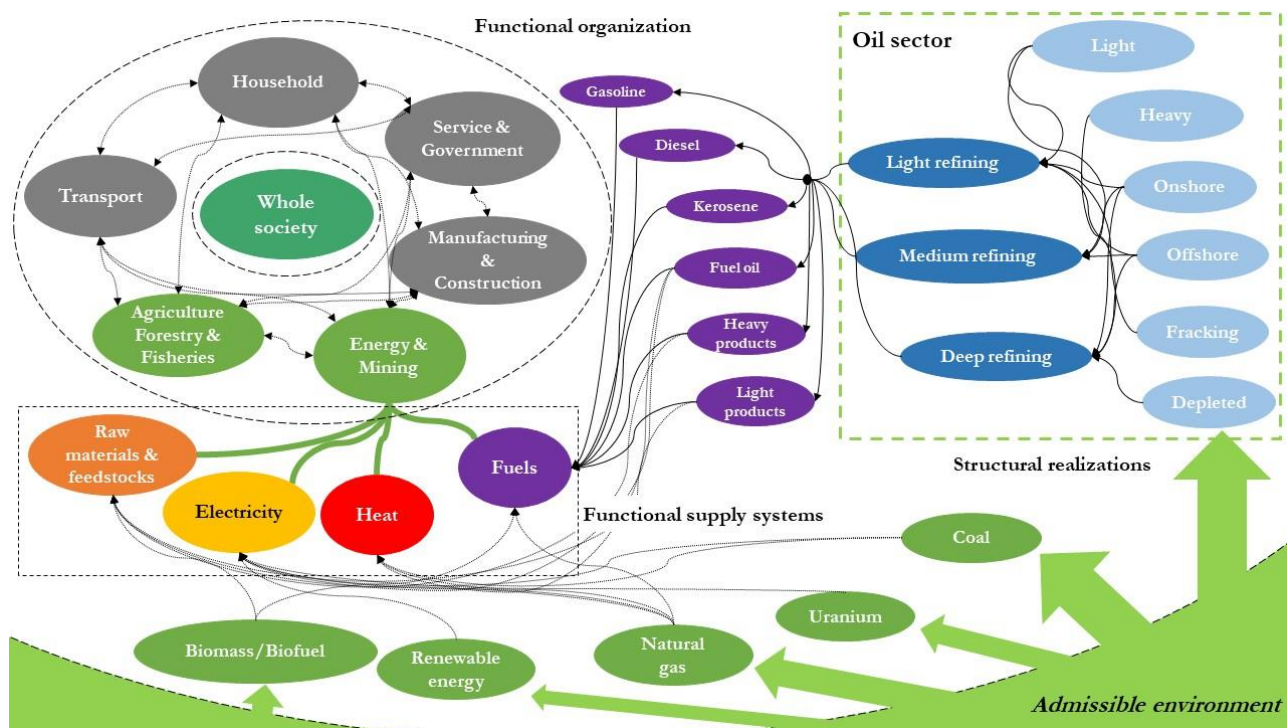 Functional organization
Household
Service &
Government
Transport
Whole
society
Manufacturing
&
Construction
Agriculture
Forestry &
Fisheries
Energy &
Mining
Raw
materials &
feedstocks
Electricity
Heat
Fuels
Functional supply systems
Gasoline
Diesel
Kerosene
Fuel oil
Heavy
products
Light
products
Oil sector
Light refining
Medium refining
Deep refining
Light
Heavy
Onshore
Offshore
Fracking
Depleted
Structural realizations
Coal
Uranium
Natural
gas
Renewable
energy
Biomass/Biofuel
Admissible environment